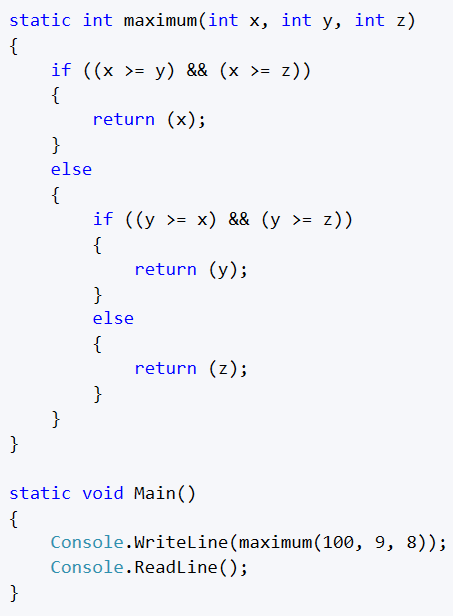 static int maximum(int x, int y, int z)
{
    if ((x >= y) && (x >= z))
    {
        return (x);
    }
    else
    {
        if ((y >= x) && (y >= z))
        {
            return (y);
        }
        else
        {
            return (z);
        }
    }
}

static void Main()
{
    Console.WriteLine(maximum(100, 9, 8));
    Console.ReadLine();
}